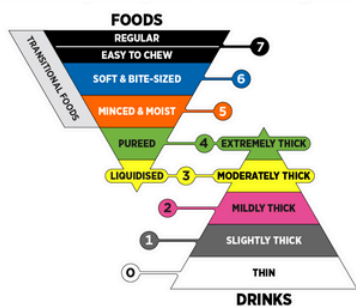 FOODS
REGULAR
EASY TO CHEW
7
TRANSITIONAL FOODS
SOFT & BITE-SIZED
6
MINCED & MOIST
5
PUREED
4
EXTREMELY THICK
LIQUIDISED
3
MODERATELY THICK
2
MILDLY THICK
1
SLIGHTLY THICK
0
THIN
DRINKS